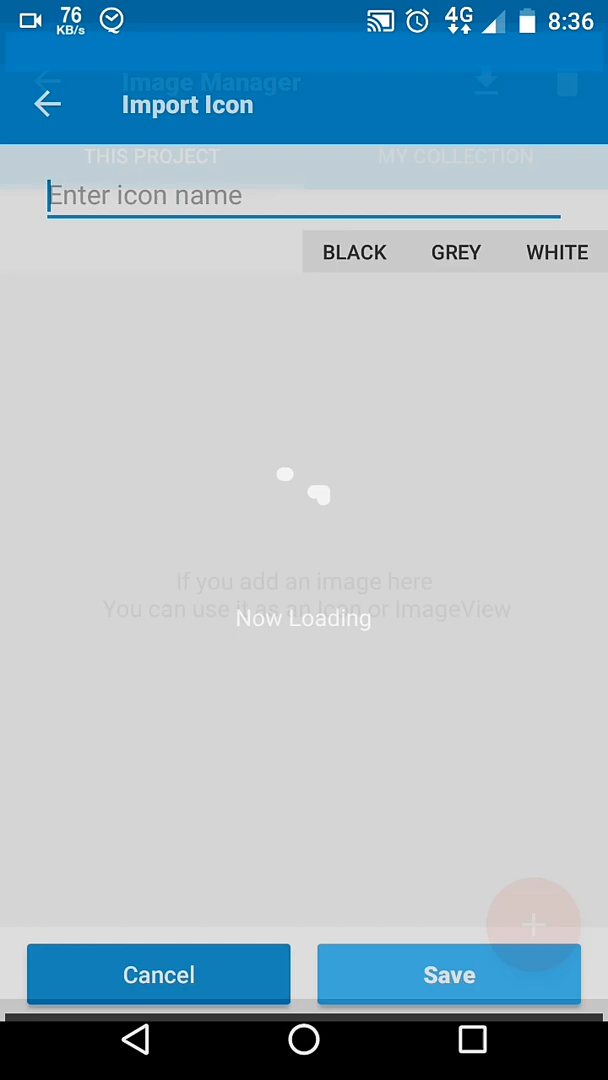 76
KB/s
4G
8:36
Image Manager
Import Icon
THIS PROJECT
MY COLLECTION
Enter icon name
BLACK
GREY
WHITE
If you add an image here
You can use it as an Icon or ImageView
Now Loading
Cancel
Save